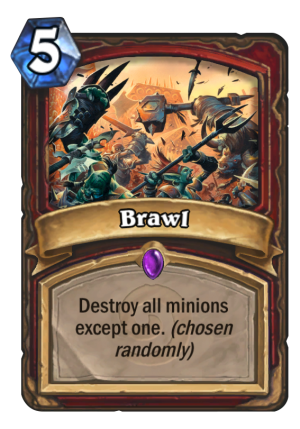 5
Brawl
Destroy all minions
except one. (chosen
randomly)